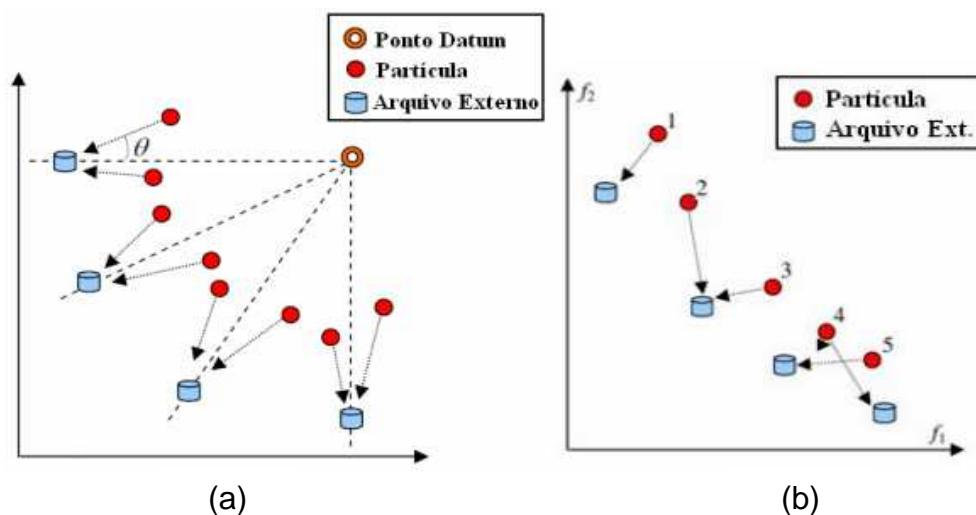 Ponto Datum
Partícula
Arquivo Externo
θ
f2
Partícula
Arquivo Ext.
1
2
3
4
5
f1
(a)
(b)